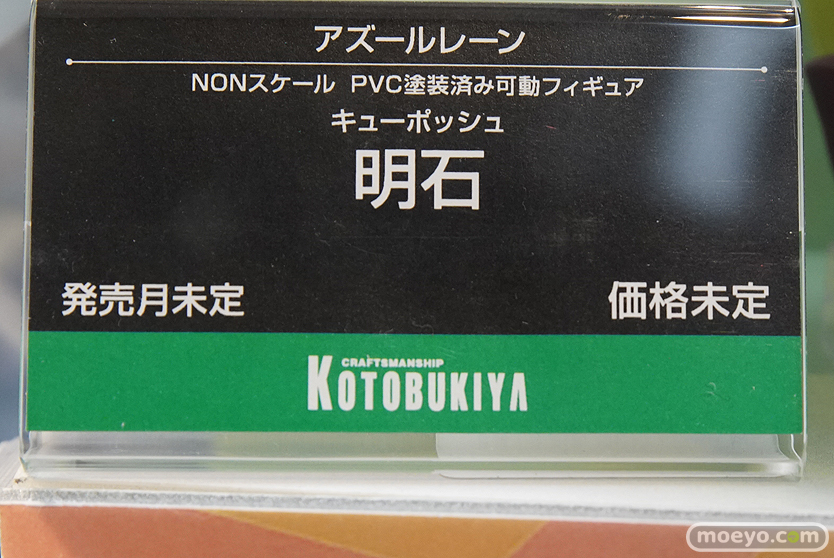 アズールレーン
NONスケール PVC塗装済み可動フィギュア
キューポッシュ
明石
発売月未定 価格未定
CRAFTSMANSHIP
KOTOBUKIYA
moeyo.com